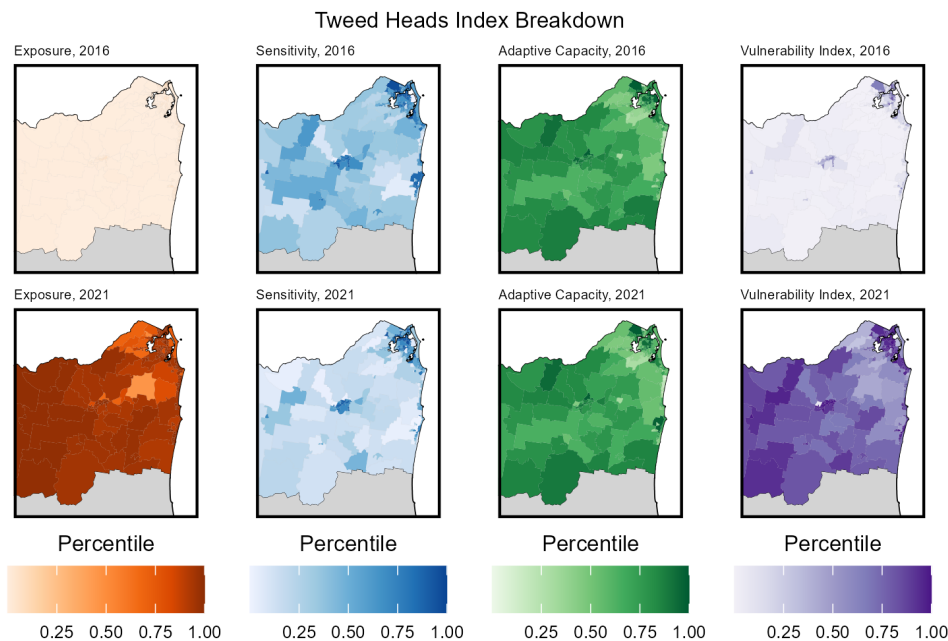 Tweed Heads Index Breakdown
Exposure, 2016
Sensitivity, 2016
Adaptive Capacity, 2016
Vulnerability Index, 2016
Exposure, 2021
Sensitivity, 2021
Adaptive Capacity, 2021
Vulnerability Index, 2021
Percentile
Percentile
Percentile
Percentile
0.25 0.50 0.75 1.00
0.25 0.50 0.75 1.00
0.25 0.50 0.75 1.00
0.25 0.50 0.75 1.00